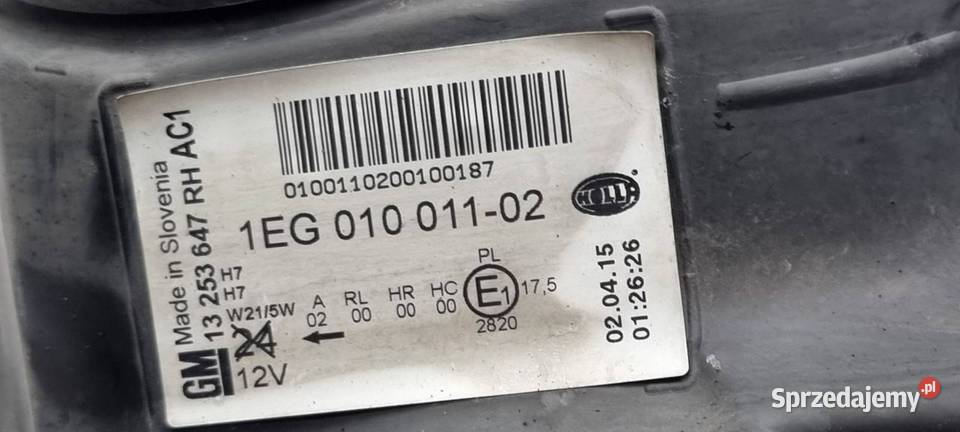 0100110200100187
1EG 010 011-02
HELLA
GM
Made in Slovenia
13 253 647 RH AC1
H7
H7
W21/5W
24
12V
A
02
RL
00
HR
00
HC
00
PL
E1
17,5
2820
02.04.15
01:26:26
Sprzedajemy.pl